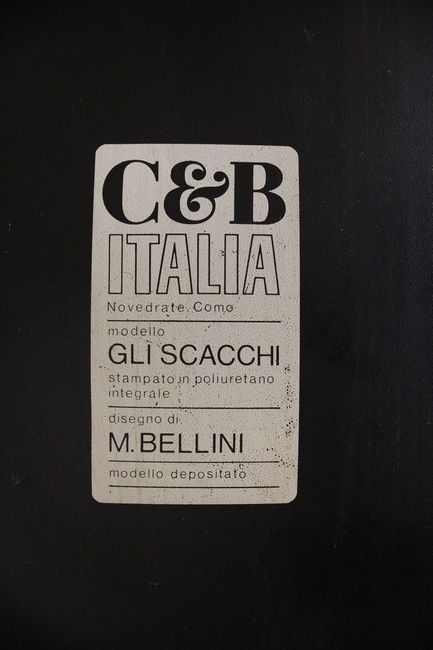 C&B
ITALIA
Novedrate, Como
modello
GLI SCACCHI
stampato in poliuretano
integrale
disegno di
M.BELLINI
modello depositato